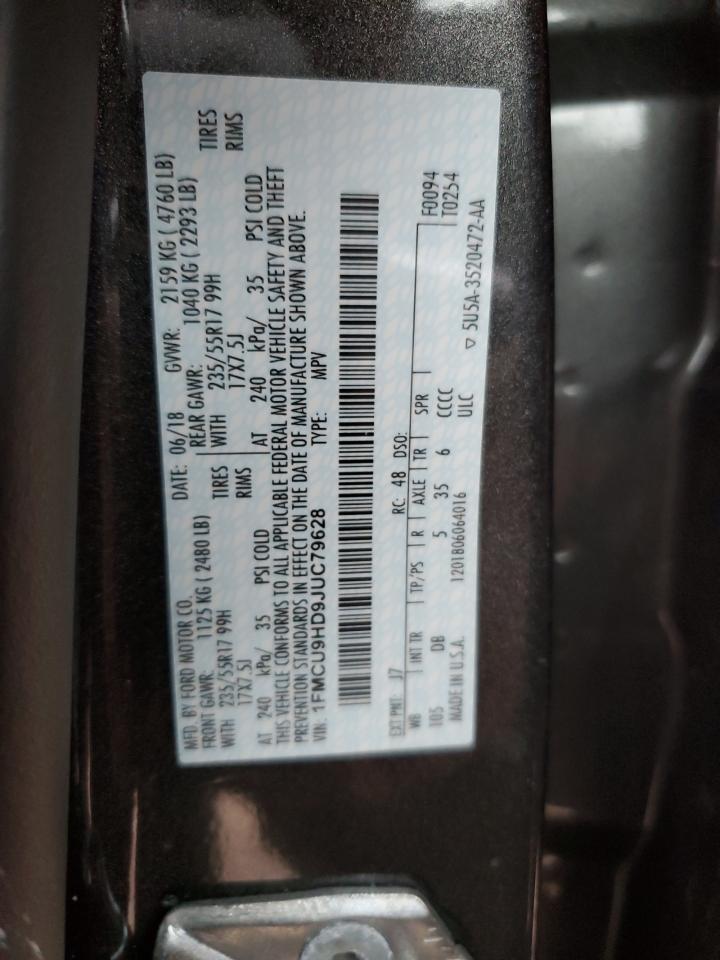 MFD. BY FORD MOTOR CO. DATE: 06/18 GVWR: 2159 KG ( 4760 LB)
FRONT GAWR: 1125 KG ( 2480 LB) REAR GAWR: 1040 KG ( 2293 LB)
WITH 235/55R17 99H TIRES WITH 235/55R17 99H TIRES
17X7.5J RIMS 17X7.5J RIMS
AT 240 kPa/ 35 PSI COLD AT 240 kPa/ 35 PSI COLD
THIS VEHICLE CONFORMS TO ALL APPLICABLE FEDERAL MOTOR VEHICLE SAFETY AND THEFT
PREVENTION STANDARDS IN EFFECT ON THE DATE OF MANUFACTURE SHOWN ABOVE.
VIN: 1FMCU9HD9JUC79628 TYPE: MPV
EXT PNT: J7 RC: 48 DSO: F0094
WB INT TR TP/PS R AXLE TR SPR T0254
105 DB 5 35 6 CCCC
MADE IN U.S.A. 1201806064016 ULC ▽ 5U5A-3520472-AA